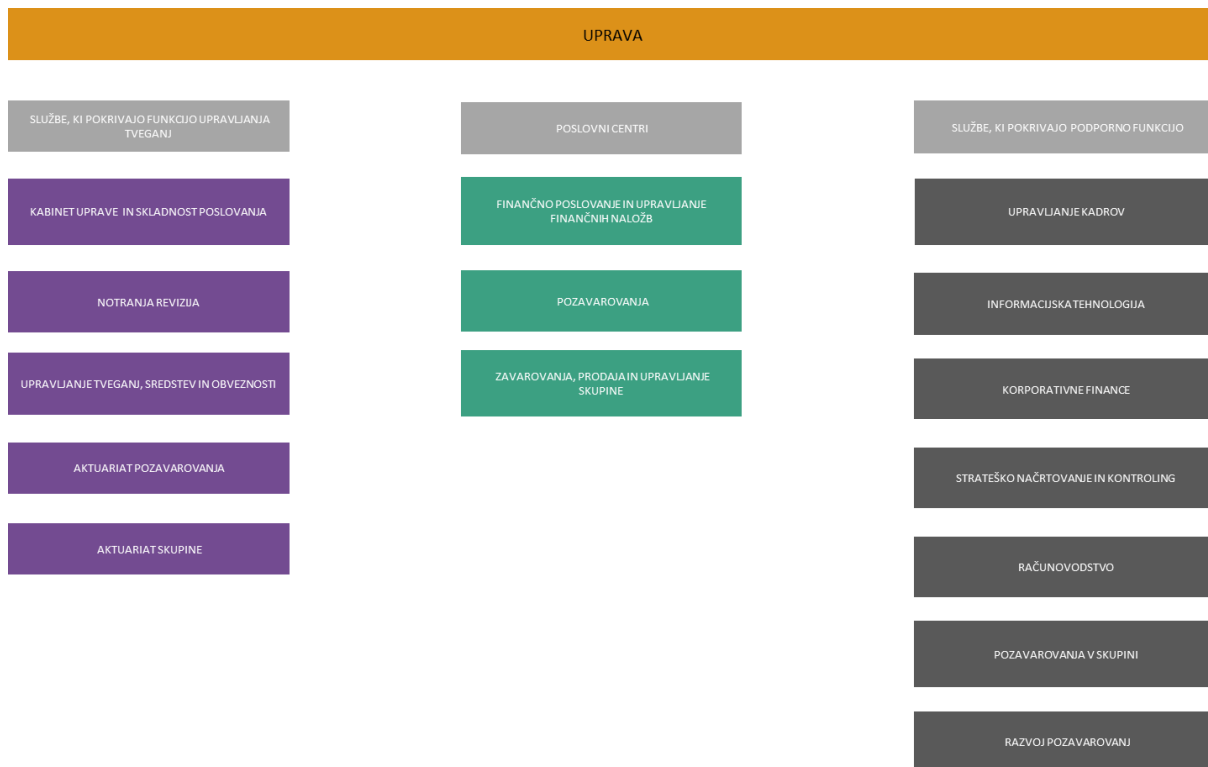 UPRAVA
SLUŽBE, KI POKRIVAJO FUNKCIJO UPRAVLJANJA
TVEGANJ
KABINET UPRAVE IN SKLADNOST POSLOVANJA
NOTRANJA REVIZIJA
UPRAVLJANJE TVEGANJ, SREDSTEV IN OBVEZNOSTI
AKTUARIAT POZAVAROVANJA
AKTUARIAT SKUPINE
POSLOVNI CENTRI
FINANČNO POSLOVANJE IN UPRAVLJANJE
FINANČNIH NALOŽB
POZAVAROVANJA
ZAVAROVANJA, PRODAJA IN UPRAVLJANJE
SKUPINE
SLUŽBE, KI POKRIVAJO PODPORNO FUNKCIJO
UPRAVLJANJE KADROV
INFORMACIJSKA TEHNOLOGIJA
KORPORATIVNE FINANCE
STRATEŠKO NAČRTOVANJE IN KONTROLING
RAČUNOVODSTVO
POZAVAROVANJA V SKUPINI
RAZVOJ POZAVAROVANJ